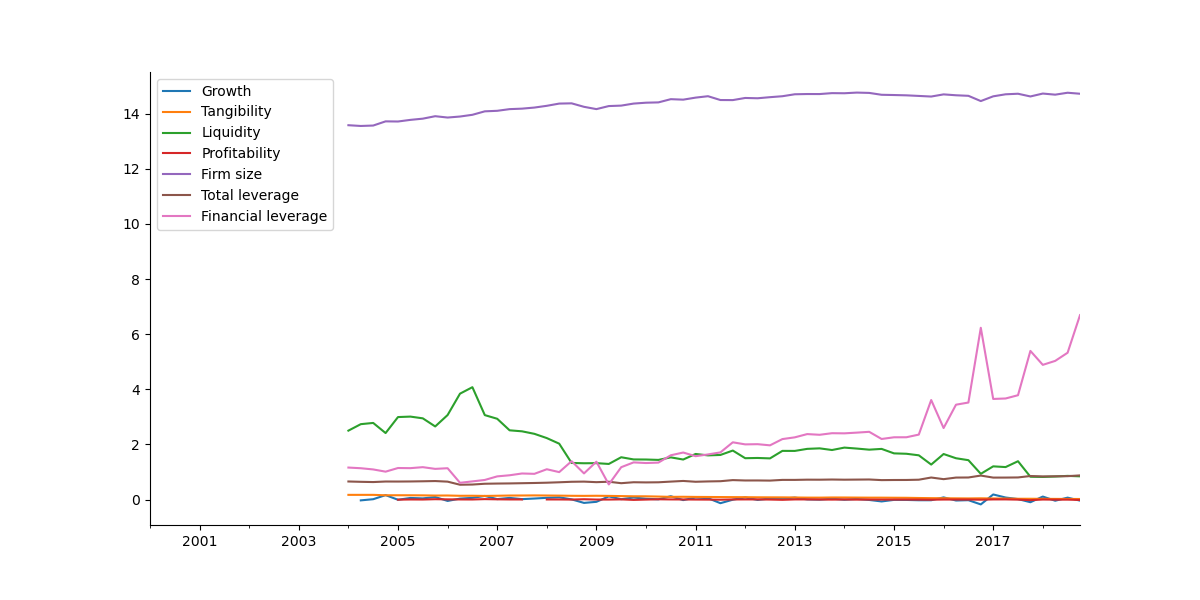 Growth
Tangibility
Liquidity
Profitability
Firm size
Total leverage
Financial leverage
14
12
10
8
6
4
2
0
2001 2003 2005 2007 2009 2011 2013 2015 2017